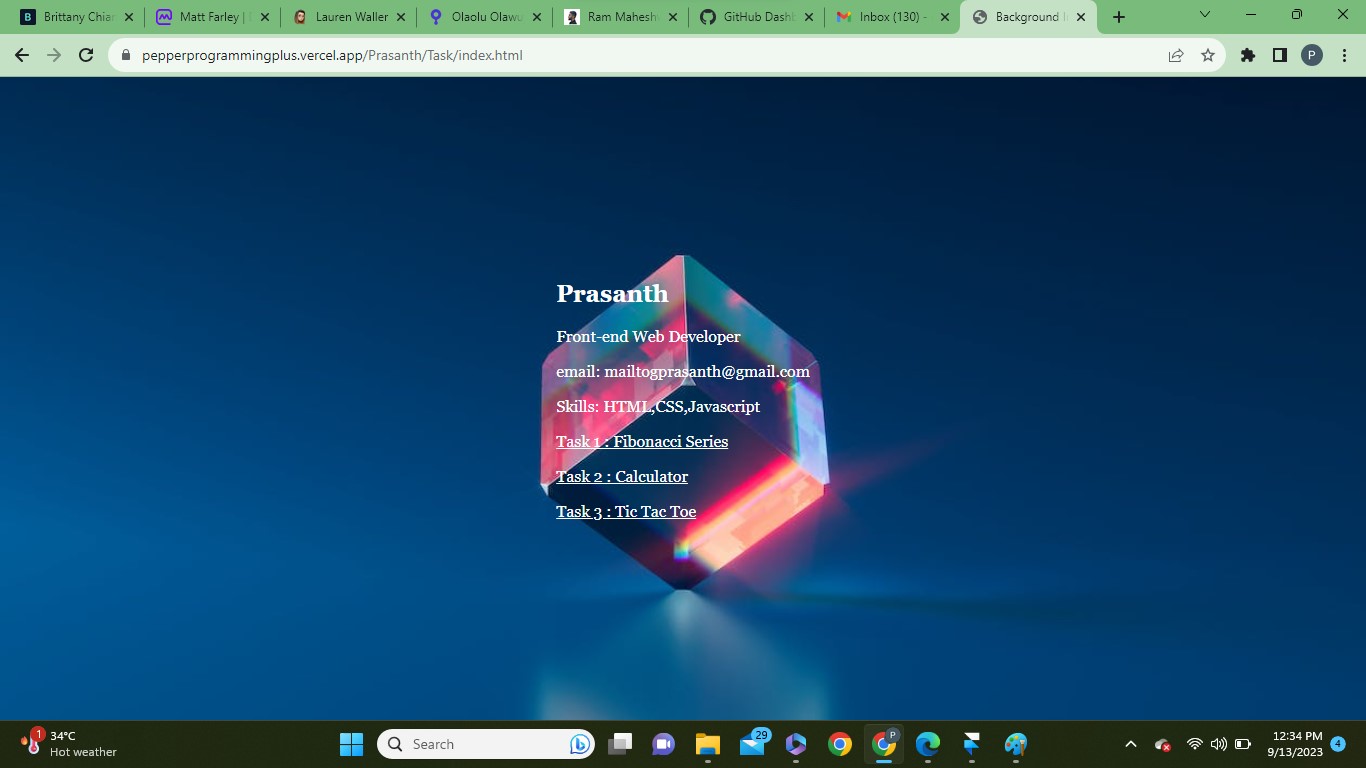 Brittany Chiar
Matt Farley |
Lauren Waller
Olaolu Olawu
Ram Mahesh
GitHub Dash
Inbox (130) -
Background I
pepperprogrammingplus.vercel.app/Prasanth/Task/index.html
P
Prasanth
Front-end Web Developer
email: mailtogprasanth@gmail.com
Skills: HTML,CSS,Javascript
Task 1 : Fibonacci Series
Task 2 : Calculator
Task 3 : Tic Tac Toe
1
34°C
Hot weather
Search
29
P
12:34 PM
9/13/2023
4